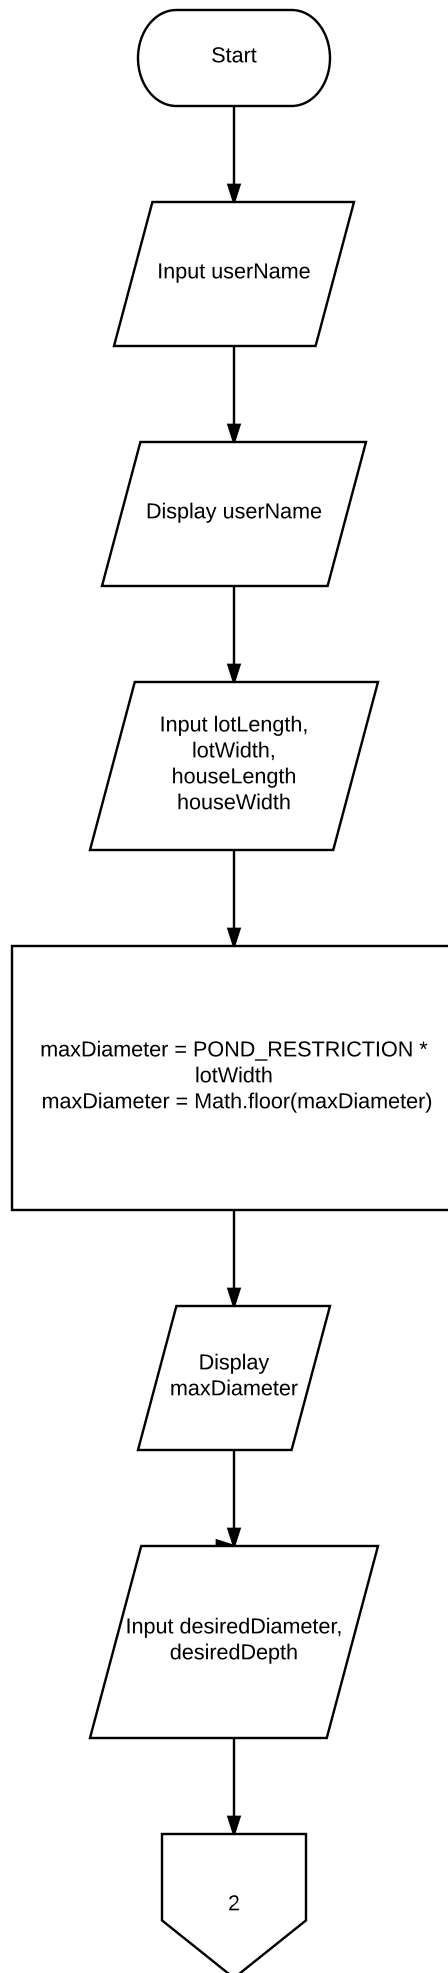 Start
Input userName
Display userName
Input lotLength,
lotWidth,
houseLength
houseWidth
maxDiameter = POND_RESTRICTION *
lotWidth
maxDiameter = Math.floor(maxDiameter)
Display
maxDiameter
Input desiredDiameter,
desiredDepth
2